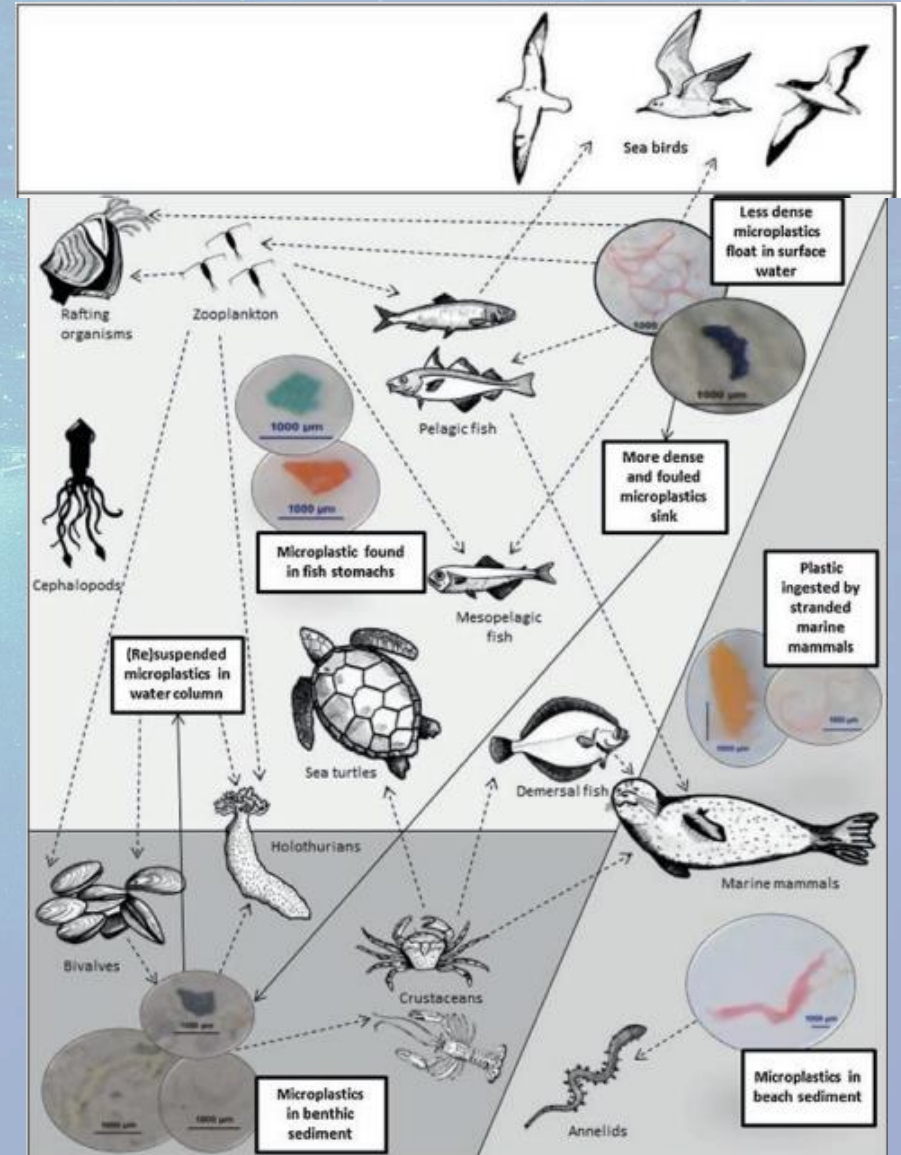 Sea birds
Less dense
microplastics
float in surface
water
Rafting
organisms
Zooplankton
1000
1000 µm
1000 µm
Pelagic fish
1000 µm
More dense
and fouled
microplastics
sink
Microplastic found
in fish stomachs
Cephalopods
Mesopelagic
fish
Plastic
ingested by
stranded
marine
mammals
(Re)suspended
microplastics in
water column
1000 µm
Sea turtles
Demersal fish
Holothurians
Marine mammals
Bivalves
1000 µm
Crustaceans
1000 µm
1000 µm
Microplastics
in benthic
sediment
Annelids
Microplastics in
beach sediment